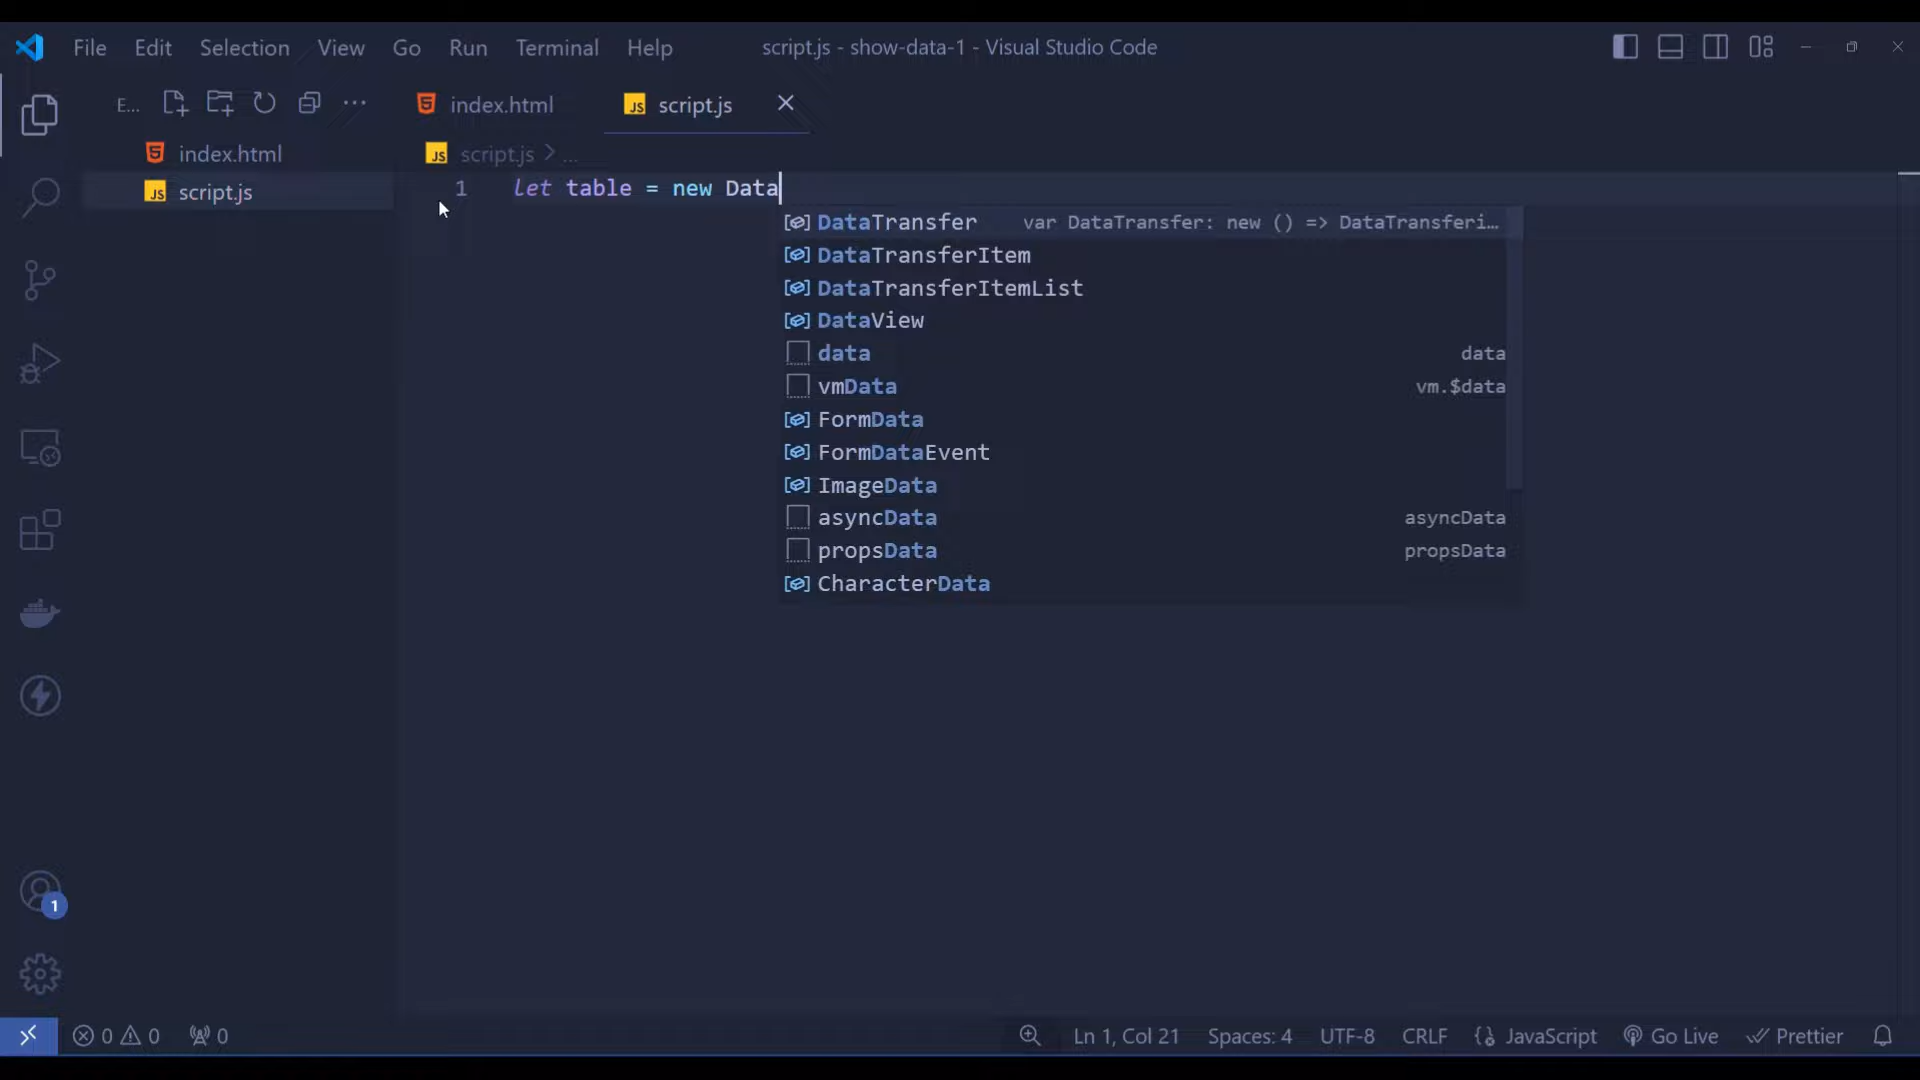 File Edit Selection View Go Run Terminal Help script.js - show-data-1 - Visual Studio Code
E... index.html JS script.js
index.html JS script.js > ...
JS script.js
1 let table = new Data
DataTransfer var DataTransfer: new () => DataTransferi...
DataTransferItem
DataTransferItemList
DataView
data data
vmData vm.$data
FormData
FormDataEvent
ImageData
asyncData asyncData
propsData propsData
CharacterData
1
0 0 0 Ln 1, Col 21 Spaces: 4 UTF-8 CRLF JavaScript Go Live Prettier